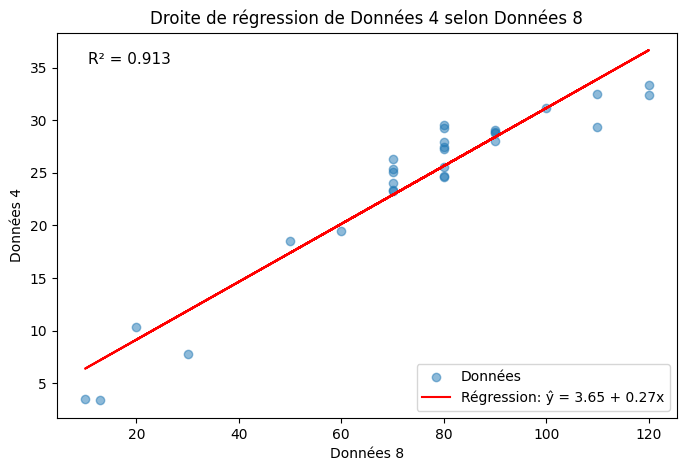 Droite de régression de Données 4 selon Données 8
R² = 0.913
35
30
25
20
15
10
5
Données 4
20
40
60
80
100
120
Données 8
Données
Régression: ŷ = 3.65 + 0.27x